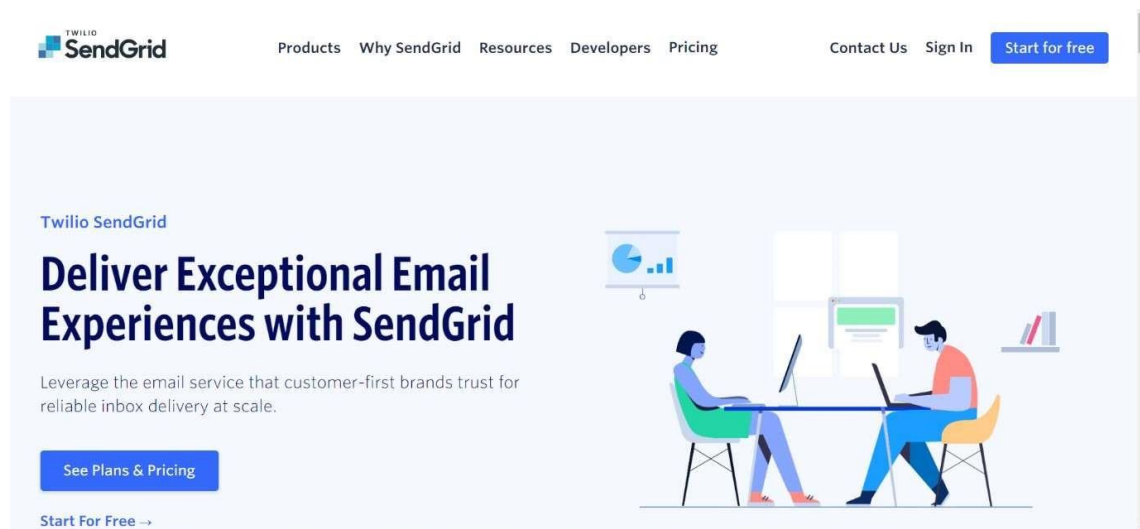 TWILIO
SendGrid
Products Why SendGrid Resources Developers Pricing Contact Us Sign In Start for free
Twilio SendGrid
Deliver Exceptional Email
Experiences with SendGrid
Leverage the email service that customer-first brands trust for
reliable inbox delivery at scale.
See Plans & Pricing
Start For Free →